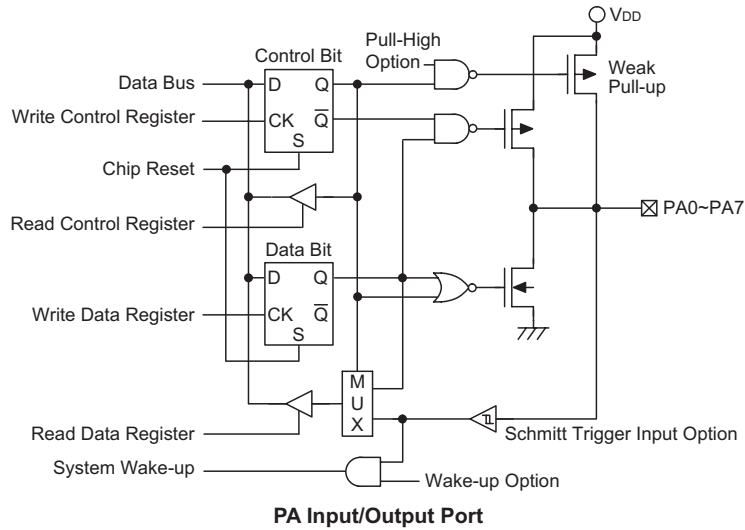 VDD
Control Bit
Pull-High
Option
Data Bus
D
Q
Weak
Pull-up
Write Control Register
CK
Q
S
Chip Reset
PA0~PA7
Read Control Register
Data Bit
D
Q
Write Data Register
CK
Q
S
M
U
X
Read Data Register
Schmitt Trigger Input Option
System Wake-up
Wake-up Option
PA Input/Output Port